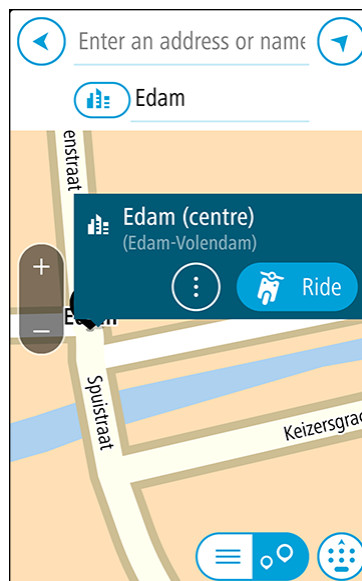 Enter an address or name
Edam
enstraat
Edam (centre)
(Edam-Volendam)
+
Ride
−
Spuistraat
Keizersgrac